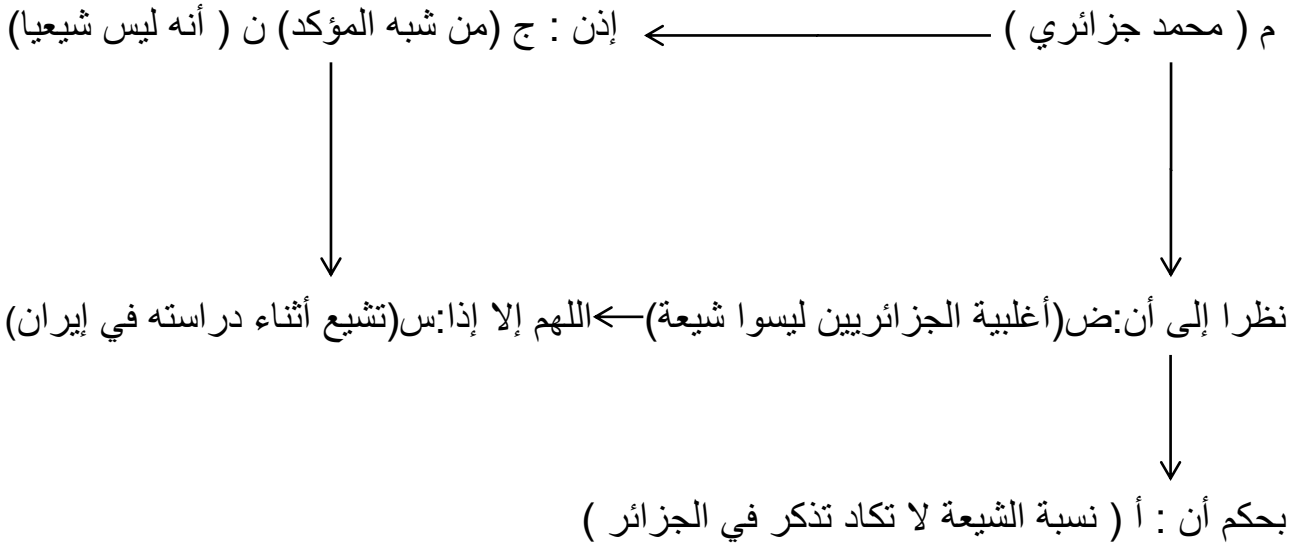 م ( محمد جزائري ) إذن : ج (من شبه المؤكد) ن ( أنه ليس شيعيا)
نظرا إلى أن:ض(أغلبية الجزائريين ليسوا شيعة) اللهم إلا إذا:س(تشيع أثناء دراسته في إيران)
بحكم أن : أ ( نسبة الشيعة لا تكاد تذكر في الجزائر )